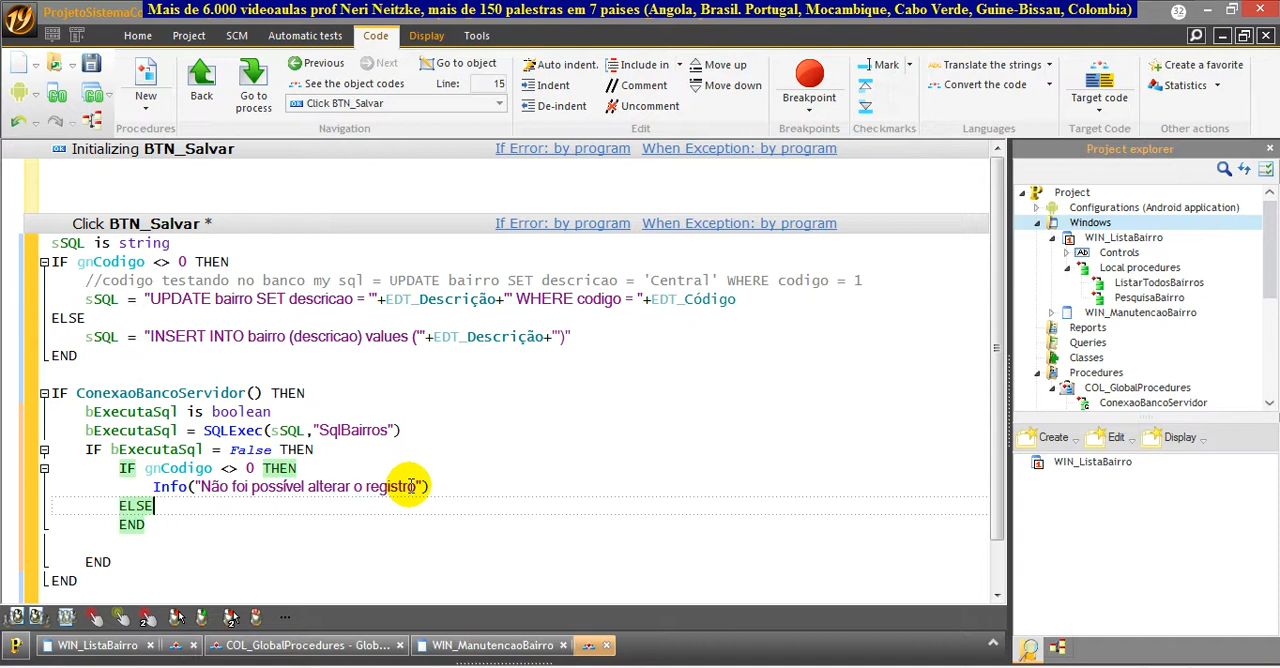 ProjetoSistemaCo
Mais de 6.000 videoaulas prof Neri Neitzke, mais de 150 palestras em 7 paises (Angola, Brasil. Portugal, Mocambique, Cabo Verde, Guine-Bissau, Colombia)
32
Home Project SCM Automatic tests Code Display Tools
Previous Next Go to object
See the object codes Line: 15
Click BTN_Salvar
New Back Go to process
Auto indent. Include in Move up
Indent Comment Move down
De-indent Uncomment
Breakpoint
Mark
Translate the strings
Convert the code
Target code
Create a favorite
Statistics
Procedures Navigation Edit Breakpoints Checkmarks Languages Target Code Other actions
Initializing BTN_Salvar If Error: by program When Exception: by program
Click BTN_Salvar * If Error: by program When Exception: by program
sSQL is string
IF gnCodigo <> 0 THEN
//codigo testando no banco my sql = UPDATE bairro SET descricao = 'Central' WHERE codigo = 1
sSQL = "UPDATE bairro SET descricao = '"+EDT_Descrição+"' WHERE codigo = "+EDT_Código
ELSE
sSQL = "INSERT INTO bairro (descricao) values ('"+EDT_Descrição+"')"
END
IF ConexaoBancoServidor() THEN
bExecutaSql is boolean
bExecutaSql = SQLExec(sSQL,"SqlBairros")
IF bExecutaSql = False THEN
IF gnCodigo <> 0 THEN
Info("Não foi possível alterar o registro")
ELSE
END
END
END
Project explorer
Project
Configurations (Android application)
Windows
WIN_ListaBairro
Controls
Local procedures
ListarTodosBairros
PesquisaBairro
WIN_ManutencaoBairro
Reports
Queries
Classes
Procedures
COL_GlobalProcedures
ConexaoBancoServidor
Create Edit Display
WIN_ListaBairro
WIN_ListaBairro COL_GlobalProcedures - Glob... WIN_ManutencaoBairro